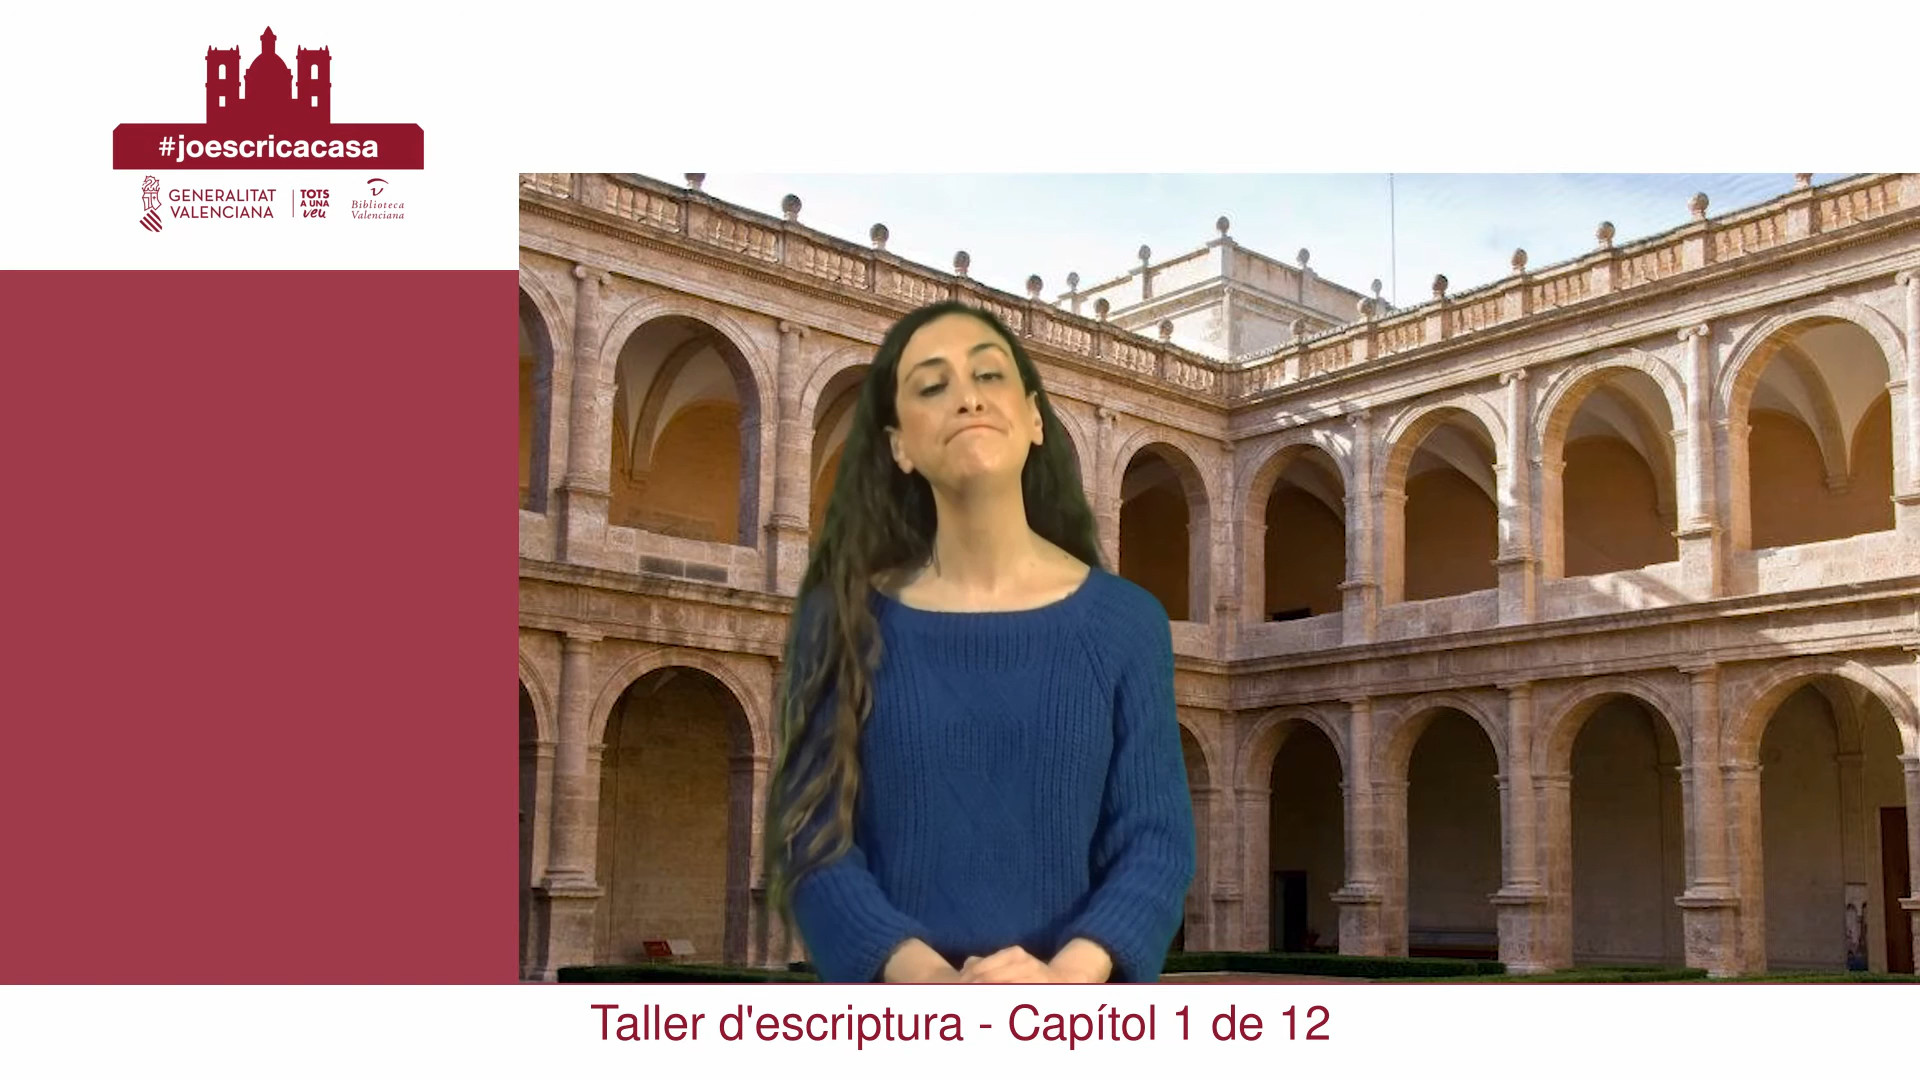 #joescricacasa
GENERALITAT
VALENCIANA
TOTS
A UNA
veu
Biblioteca
Valenciana
Taller d'escriptura - Capítol 1 de 12